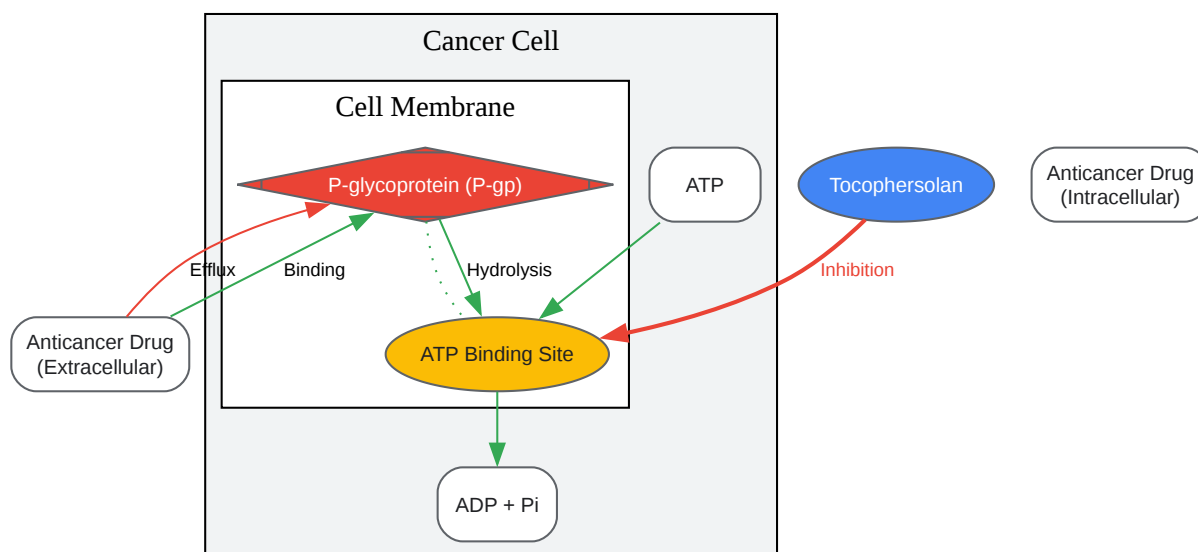 Cancer Cell
Cell Membrane
P-glycoprotein (P-gp)
ATP
Tocophersolan
Anticancer Drug
(Intracellular)
Efflux
Binding
Hydrolysis
Inhibition
Anticancer Drug
(Extracellular)
ATP Binding Site
ADP + Pi